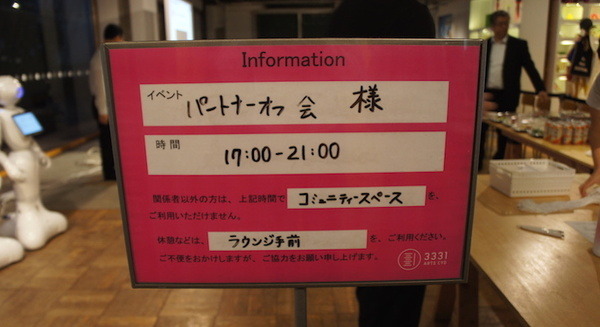 Information
イベント パートナーオフ会 様
時間 17:00-21:00
関係者以外の方は、上記時間で コミュニティースペース を、
ご利用いただけません。
休憩などは、 ラウンジ手前 を、ご利用ください。
ご不便をおかけしますが、ご協力をお願い申し上げます。
3331
ARTS CYD